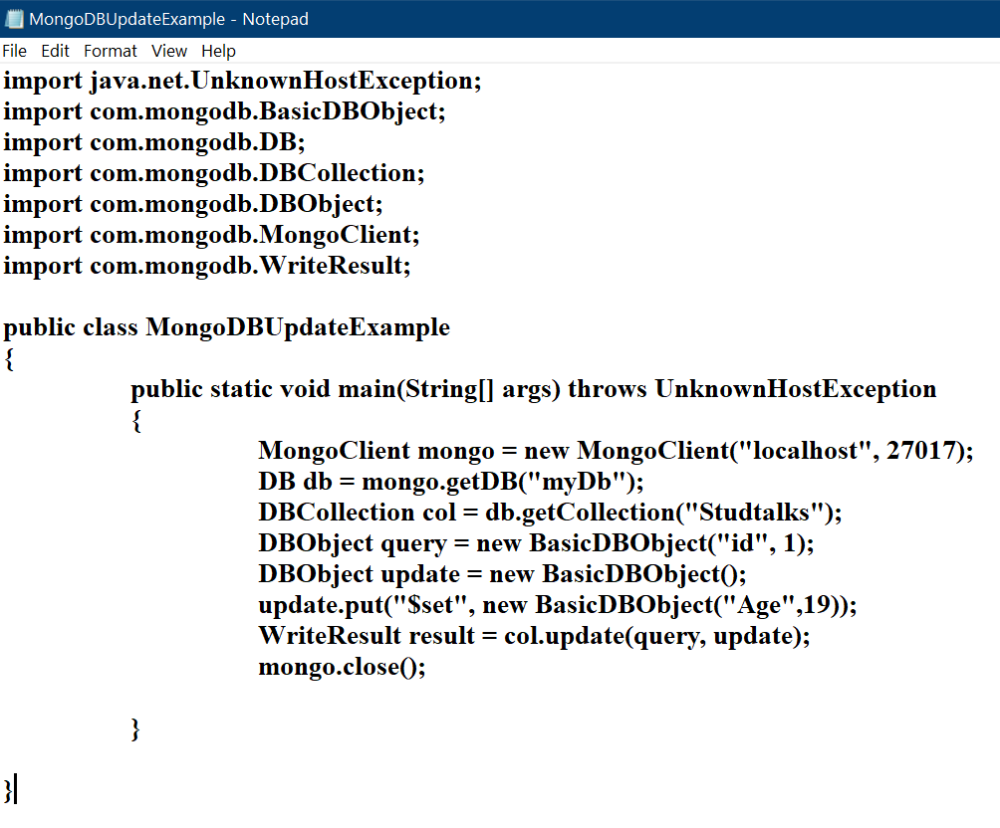 MongoDBUpdateExample - Notepad
File Edit Format View Help
import java.net.UnknownHostException;
import com.mongodb.BasicDBObject;
import com.mongodb.DB;
import com.mongodb.DBCollection;
import com.mongodb.DBObject;
import com.mongodb.MongoClient;
import com.mongodb.WriteResult;
public class MongoDBUpdateExample
{
public static void main(String[] args) throws UnknownHostException
{
MongoClient mongo = new MongoClient("localhost", 27017);
DB db = mongo.getDB("myDb");
DBCollection col = db.getCollection("Studtalks");
DBObject query = new BasicDBObject("id", 1);
DBObject update = new BasicDBObject();
update.put("$set", new BasicDBObject("Age",19));
WriteResult result = col.update(query, update);
mongo.close();
}
}